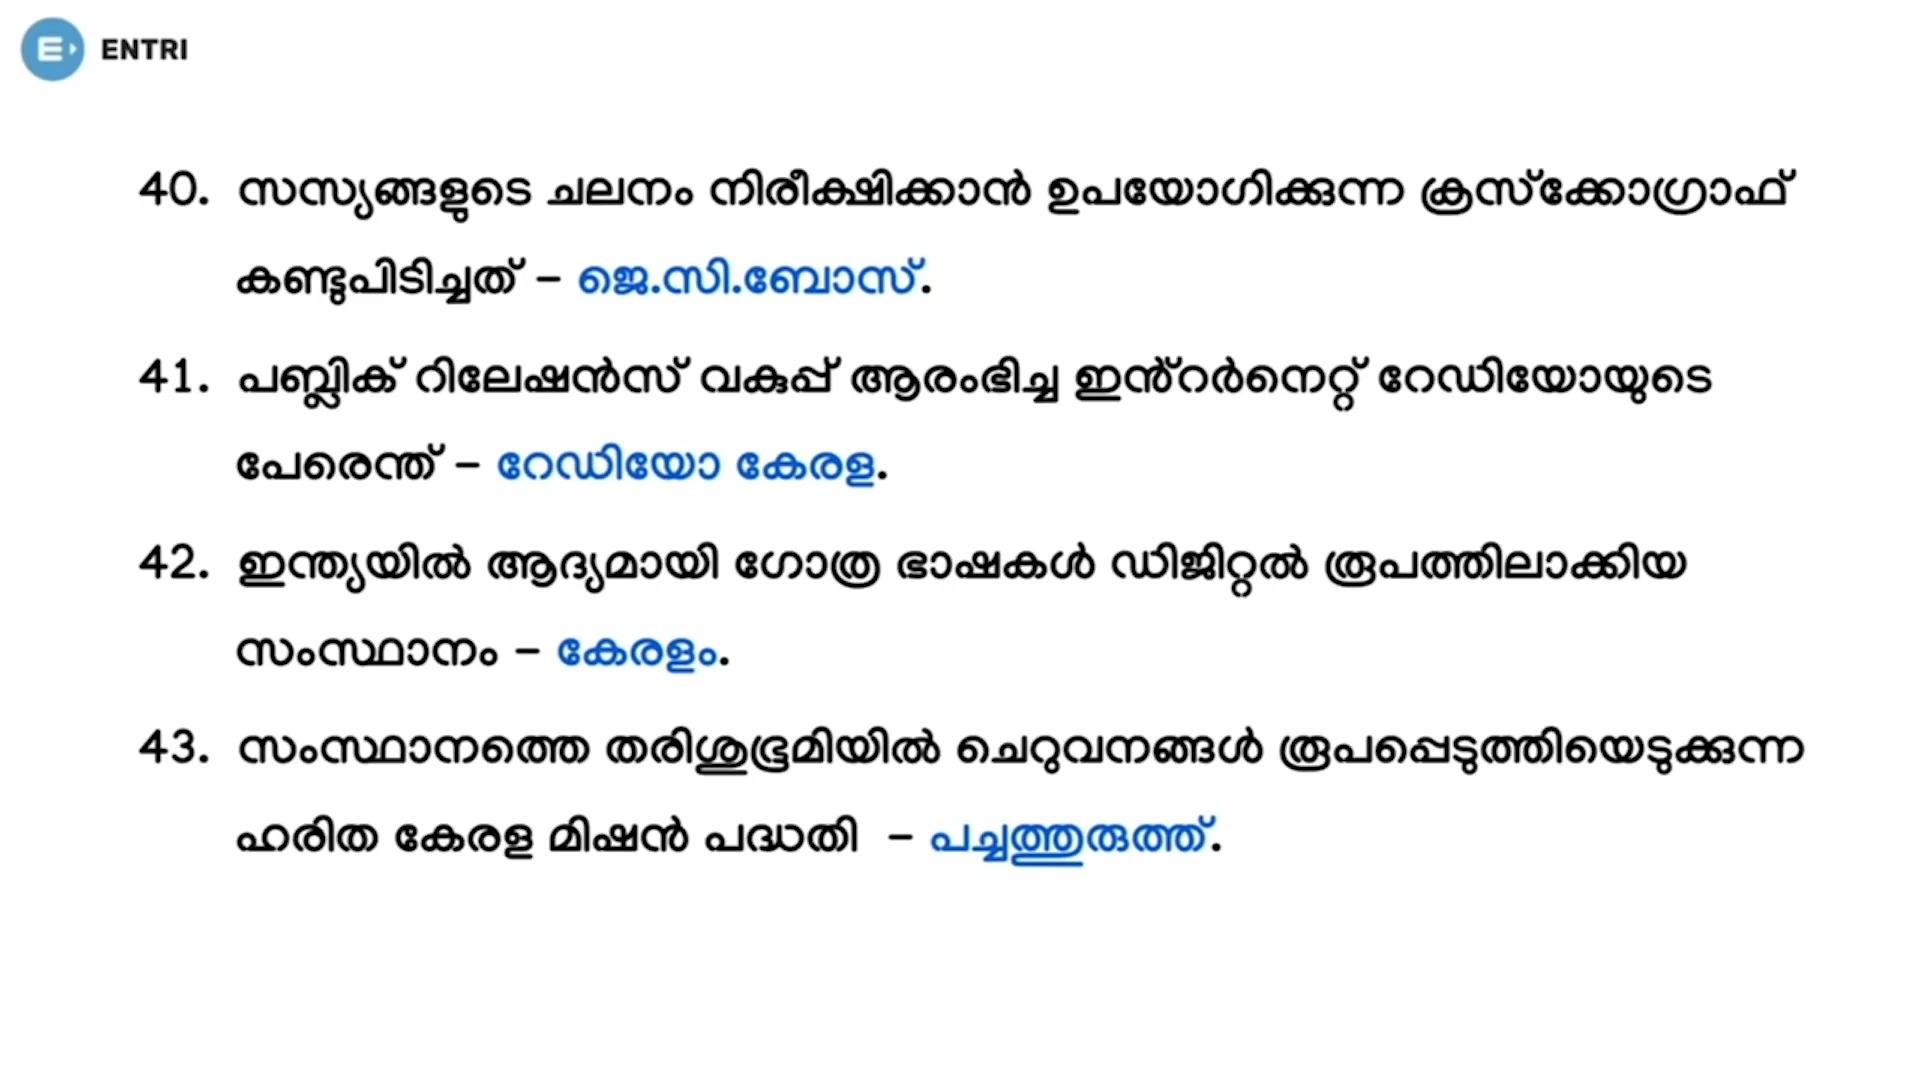 ENTRI
40. സസ്യങ്ങളുടെ ചലനം നിരീക്ഷിക്കാൻ ഉപയോഗിക്കുന്ന ക്രസ്ക്കോഗ്രാഫ്
കണ്ടുപിടിച്ചത് – ജെ.സി.ബോസ്.
41. പബ്ലിക് റിലേഷൻസ് വകുപ്പ് ആരംഭിച്ച ഇൻ്റർനെറ്റ് റേഡിയോയുടെ
പേരെന്ത് – റേഡിയോ കേരള.
42. ഇന്ത്യയിൽ ആദ്യമായി ഗോത്ര ഭാഷകൾ ഡിജിറ്റൽ രൂപത്തിലാക്കിയ
സംസ്ഥാനം – കേരളം.
43. സംസ്ഥാനത്തെ തരിശുഭൂമിയിൽ ചെറുവനങ്ങൾ രൂപപ്പെടുത്തിയെടുക്കുന്ന
ഹരിത കേരള മിഷൻ പദ്ധതി – പച്ചത്തുരുത്ത്.